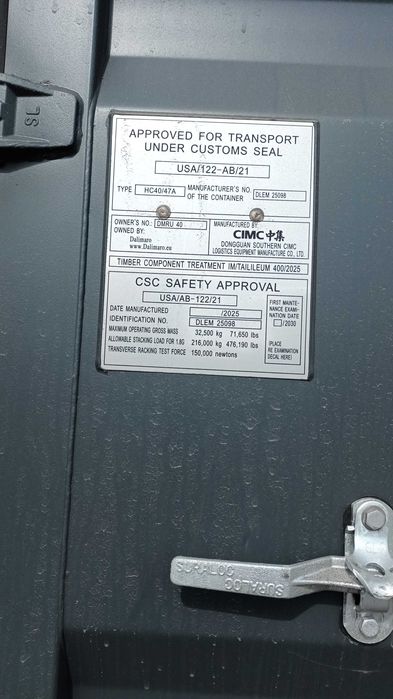 SL
APPROVED FOR TRANSPORT
UNDER CUSTOMS SEAL
USA/122-AB/21
TYPE HC40/47A MANUFACTURER'S NO. OF THE CONTAINER DLEM 25098
OWNER'S NO.: DMRU 40
OWNED BY:
Dalimaro
www.Dalimaro.eu
MANUFACTURED BY:
CIMC中集
DONGGUAN SOUTHERN CIMC
LOGISTICS EQUIPMENT MANUFACTURE CO., LTD.
TIMBER COMPONENT TREATMENT IM/TAILILEUM 400/2025
CSC SAFETY APPROVAL
USA/AB-122/21
DATE MANUFACTURED /2025
IDENTIFICATION NO. DLEM 25098
MAXIMUM OPERATING GROSS MASS 32,500 kg 71,650 lbs
ALLOWABLE STACKING LOAD FOR 1.8G 216,000 kg 476,190 lbs
TRANSVERSE RACKING TEST FORCE 150,000 newtons
FIRST MAINTE-
NANCE EXAMI-
NATION DATE
/2030
(PLACE
RE EXAMINATION
DECAL HERE)
SURALOC
SURALOC